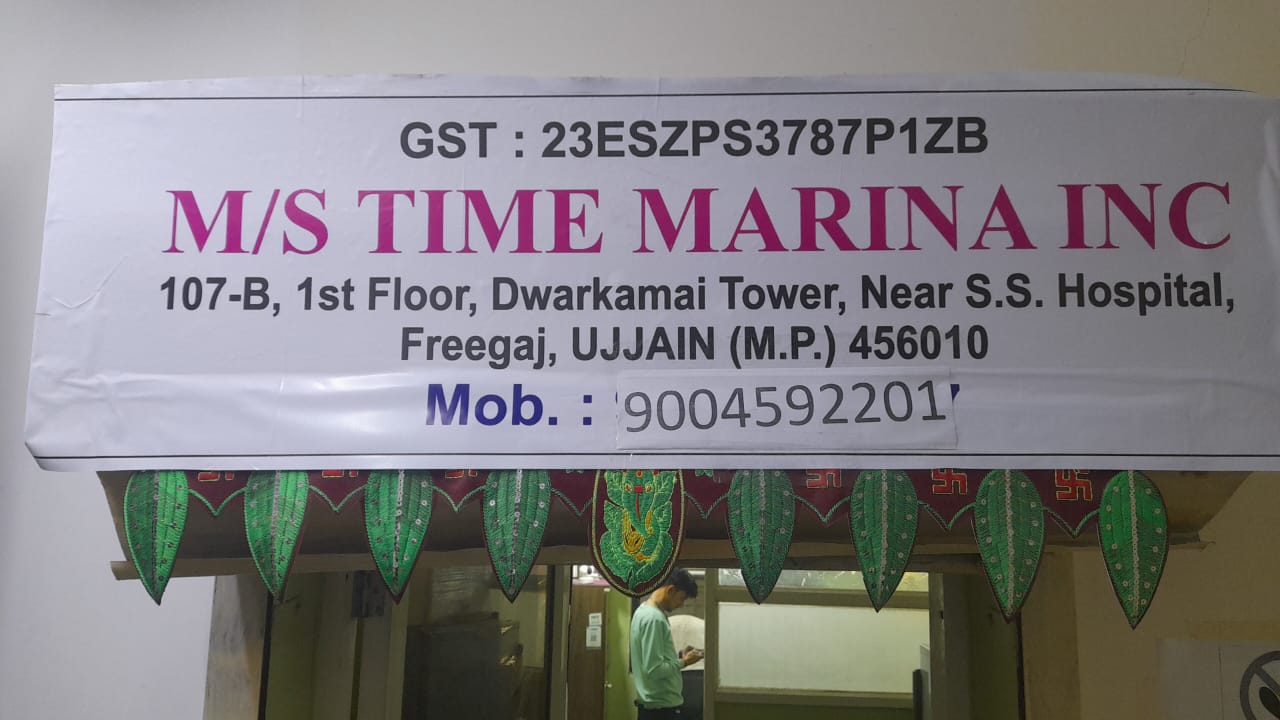 GST : 23ESZPS3787P1ZB
M/S TIME MARINA INC
107-B, 1st Floor, Dwarkamai Tower, Near S.S. Hospital,
Freegaj, UJJAIN (M.P.) 456010
Mob. : 9004592201